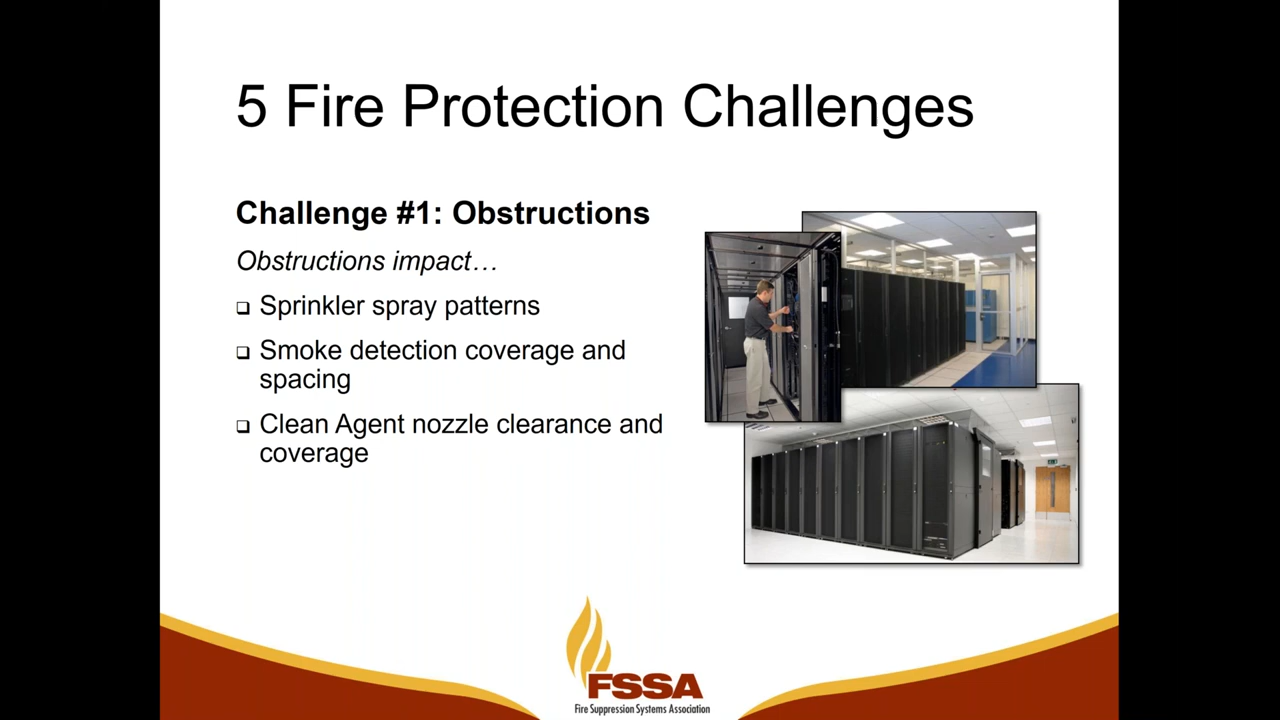 5 Fire Protection Challenges
Challenge #1: Obstructions
Obstructions impact…
Sprinkler spray patterns
Smoke detection coverage and
spacing
Clean Agent nozzle clearance and
coverage
FSSA
Fire Suppression Systems Association